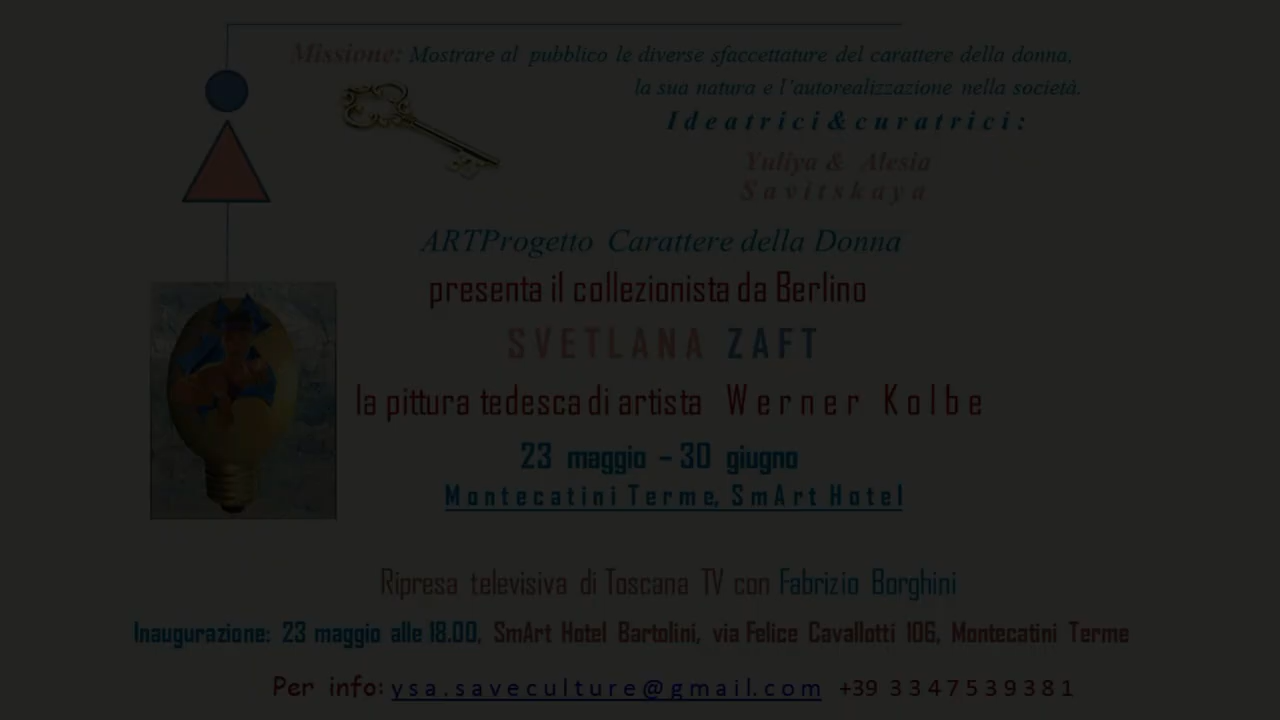 Missione: Mostrare al pubblico le diverse sfaccettature del carattere della donna,
la sua natura e l'autorealizzazione nella società.
Ideatrici&curatrici:
Yuliya & Alesia
Savitskaya
ARTProgetto Carattere della Donna
presenta il collezionista da Berlino
SVETLANA ZAFT
la pittura tedesca di artista Werner Kolbe
23 maggio – 30 giugno
Montecatini Terme, SmArt Hotel
Ripresa televisiva di Toscana TV con Fabrizio Borghini
Inaugurazione: 23 maggio alle 18.00, SmArt Hotel Bartolini, via Felice Cavallotti 106, Montecatini Terme
Per info: ysa.saveculture@gmail.com +39 3347539381